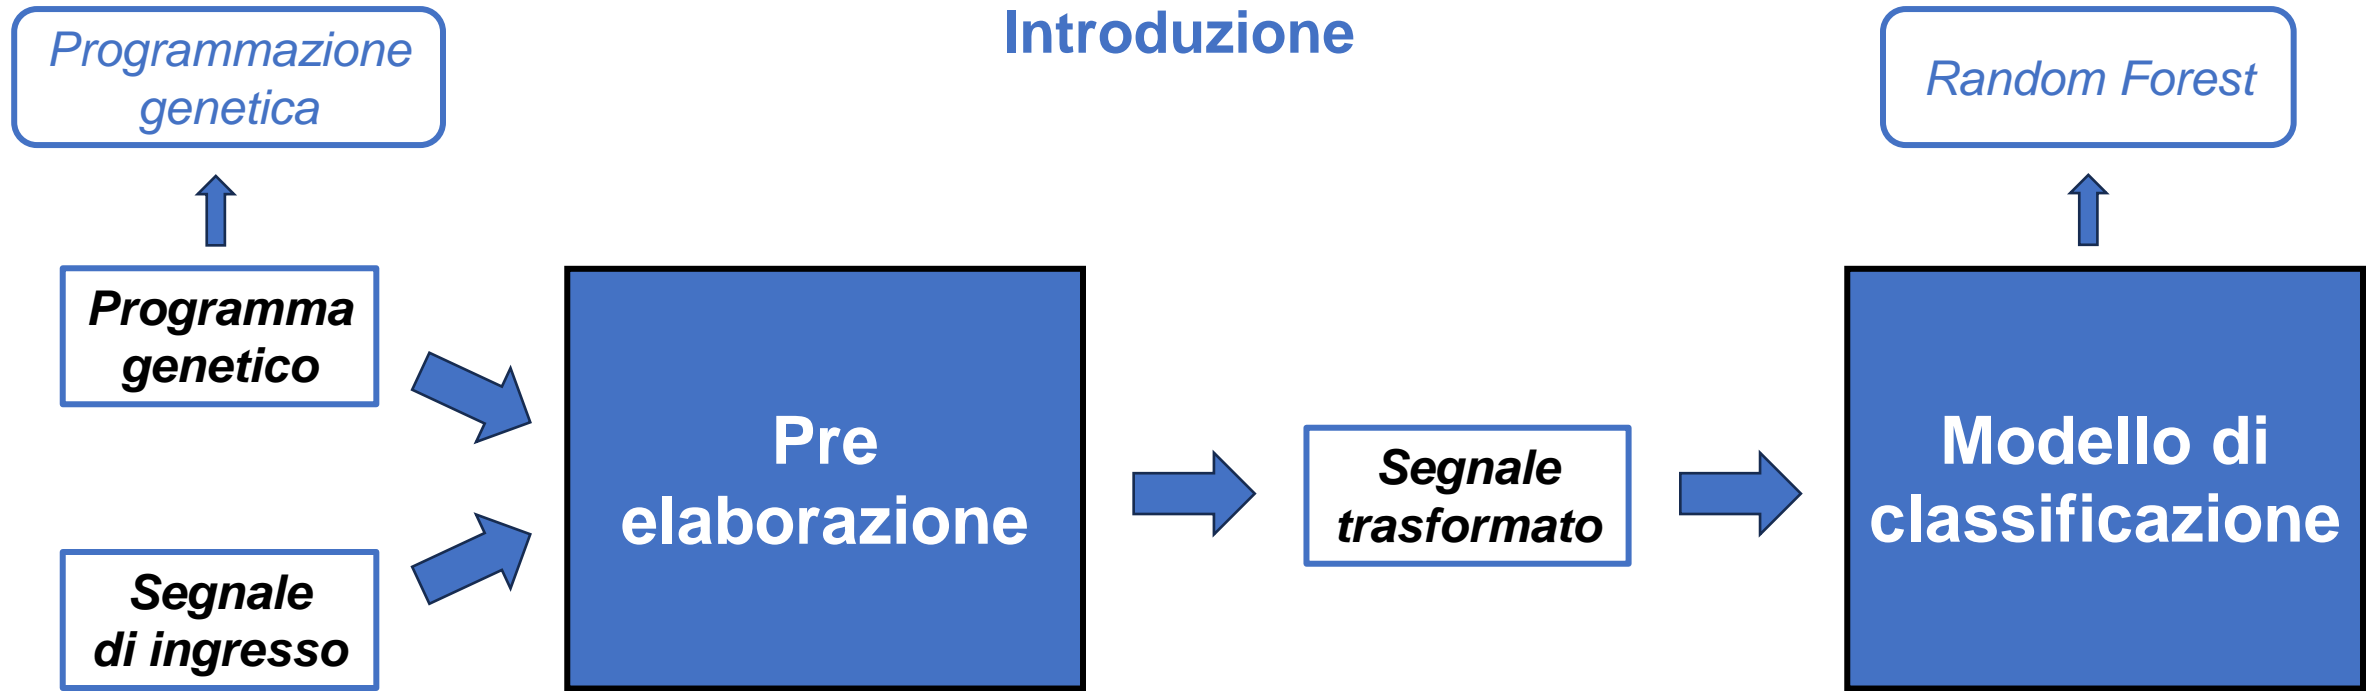 Introduzione
Programmazione
genetica
Random Forest
Programma
genetico
Segnale
di ingresso
Pre
elaborazione
Segnale
trasformato
Modello di
classificazione